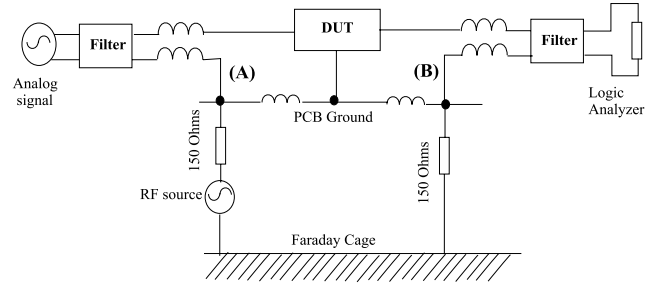 DUT
Filter
Filter
Analog
signal
(A)
(B)
Logic
Analyzer
PCB Ground
150 Ohms
150 Ohms
RF source
Faraday Cage